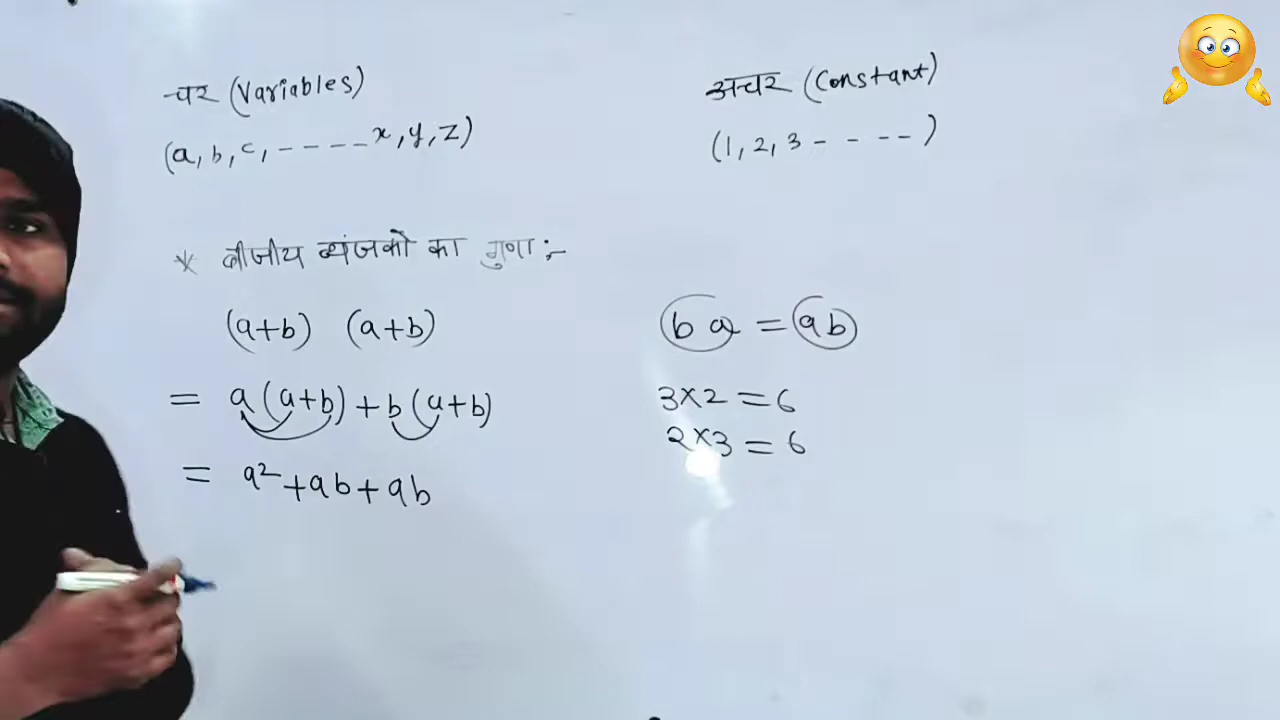 चर (Variables)
(a, b, c, ---- x, y, z)
अचर (Constant)
(1, 2, 3 - - - -)
* बीजीय व्यंजकों का गुणा :-
(a+b) (a+b)
= a(a+b)+b(a+b)
= a²+ab+ab
ba = ab
3×2 = 6
2×3 = 6